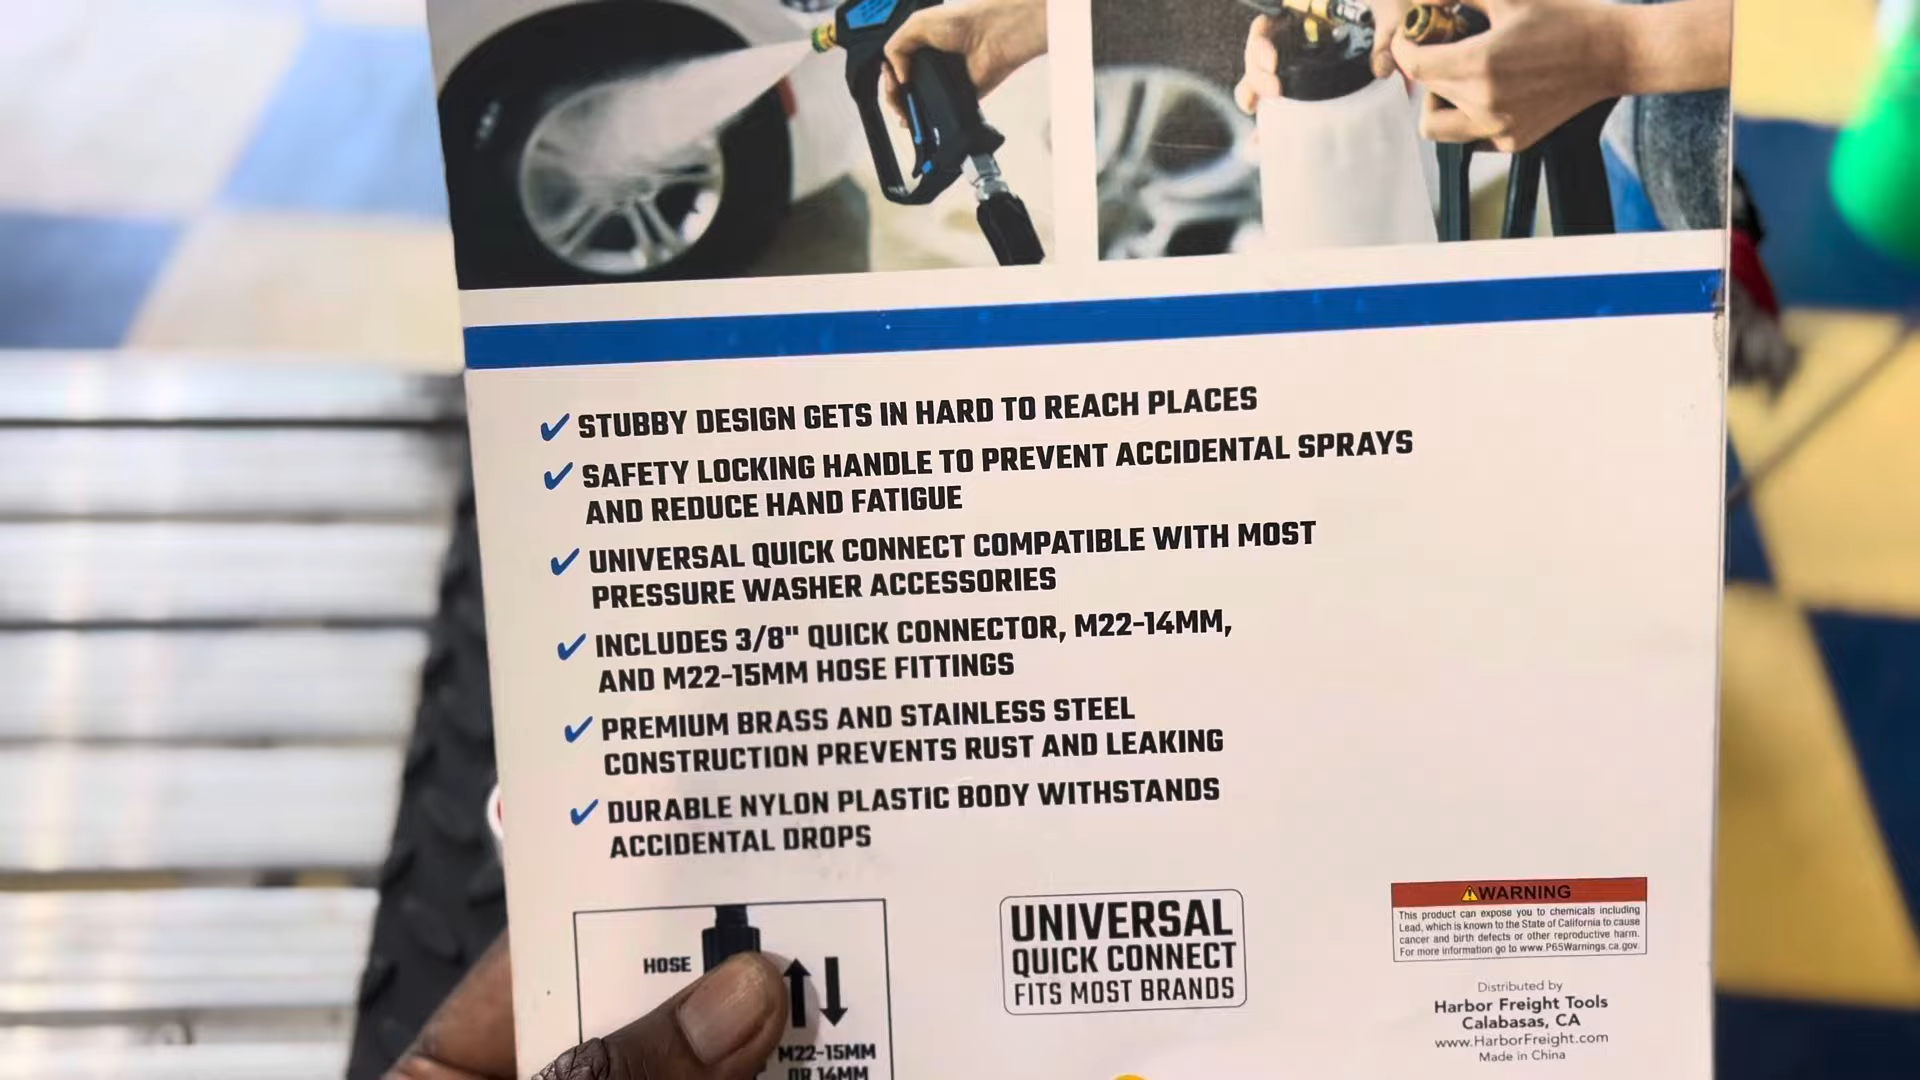 ✔ STUBBY DESIGN GETS IN HARD TO REACH PLACES
✔ SAFETY LOCKING HANDLE TO PREVENT ACCIDENTAL SPRAYS
AND REDUCE HAND FATIGUE
✔ UNIVERSAL QUICK CONNECT COMPATIBLE WITH MOST
PRESSURE WASHER ACCESSORIES
✔ INCLUDES 3/8" QUICK CONNECTOR, M22-14MM,
AND M22-15MM HOSE FITTINGS
✔ PREMIUM BRASS AND STAINLESS STEEL
CONSTRUCTION PREVENTS RUST AND LEAKING
✔ DURABLE NYLON PLASTIC BODY WITHSTANDS
ACCIDENTAL DROPS
HOSE
M22-15MM
OR 14MM
UNIVERSAL
QUICK CONNECT
FITS MOST BRANDS
⚠WARNING
This product can expose you to chemicals including
Lead, which is known to the State of California to cause
cancer and birth defects or other reproductive harm.
For more information go to www.P65Warnings.ca.gov.
Distributed by
Harbor Freight Tools
Calabasas, CA
www.HarborFreight.com
Made in China